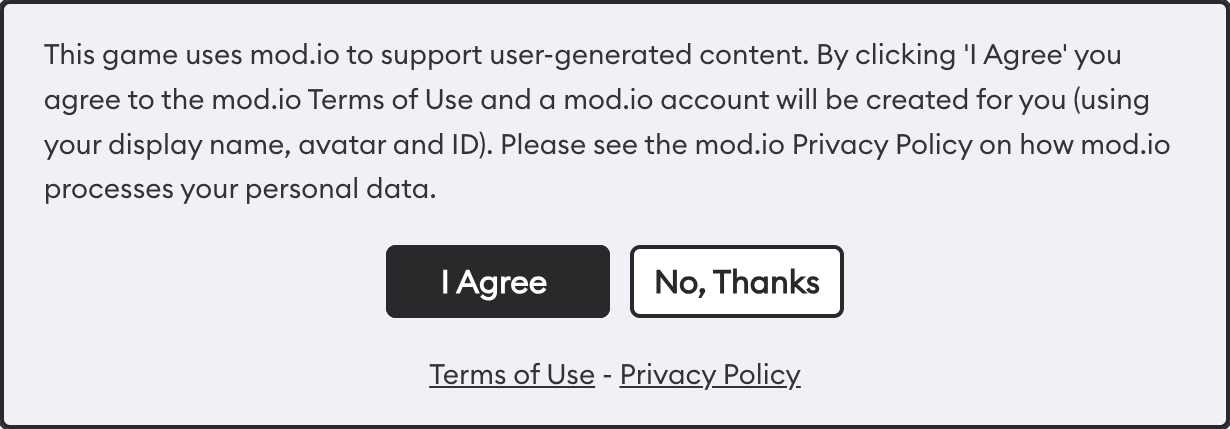 This game uses mod.io to support user-generated content. By clicking 'I Agree' you
agree to the mod.io Terms of Use and a mod.io account will be created for you (using
your display name, avatar and ID). Please see the mod.io Privacy Policy on how mod.io
processes your personal data.
I Agree
No, Thanks
Terms of Use - Privacy Policy